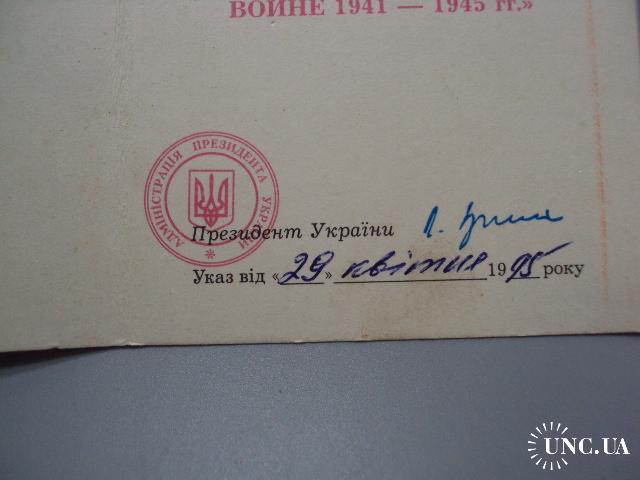 ВОЙНЕ 1941 — 1945 гг.»
АДМІНІСТРАЦІЯ ПРЕЗИДЕНТА УКРАЇНИ
Президент України
Указ від «29» квітня 1995 року
UNC.UA